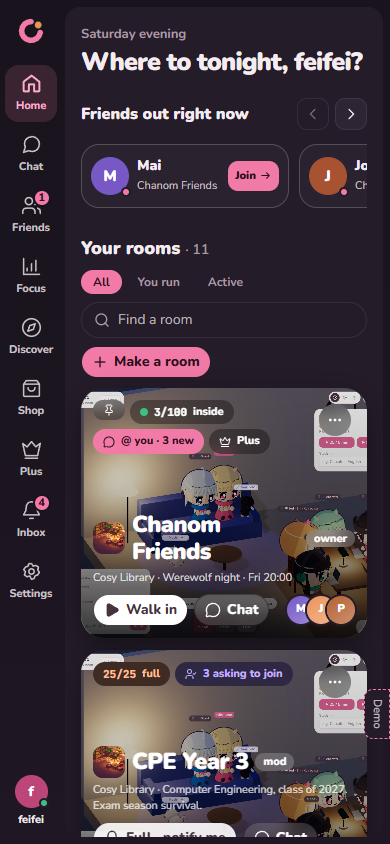 Saturday evening
Where to tonight, feifei?
Home
Friends out right now
Chat
M
Mai
Chanom Friends
Join →
J
Jo
Ch
1
Friends
Your rooms · 11
Focus
All
You run
Active
Find a room
Discover
+ Make a room
Shop
3/100 inside
@ you · 3 new
Plus
Plus
4
Inbox
Chanom
Friends
owner
Cosy Library · Werewolf night · Fri 20:00
Settings
Walk in
Chat
M
J
P
25/25 full
3 asking to join
Demo
CPE Year 3
mod
Cosy Library · Computer Engineering, class of 2027.
Exam season survival.
f
feifei
Full · notify me
Chat